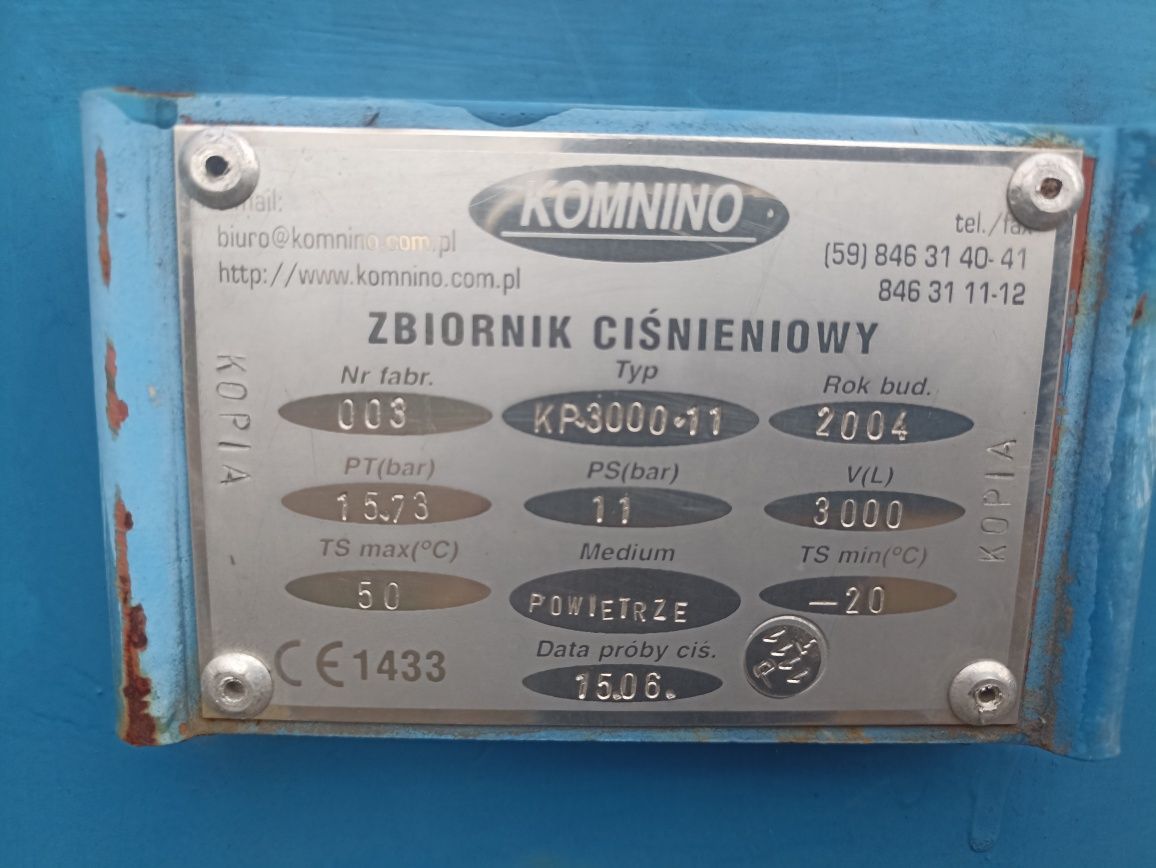 KOMNINO
email:
biuro@komnino.com.pl
http://www.komnino.com.pl
tel./fax
(59) 846 31 40-41
846 31 11-12
ZBIORNIK CIŚNIENIOWY
KOPIA
Nr fabr. Typ Rok bud.
003 KP-3000-11 2004
PT(bar) PS(bar) V(L)
15.73 11 3000
TS max(°C) Medium TS min(°C)
50 POWIETRZE -20
CE 1433
Data próby ciś.
15.06.
KOPIA